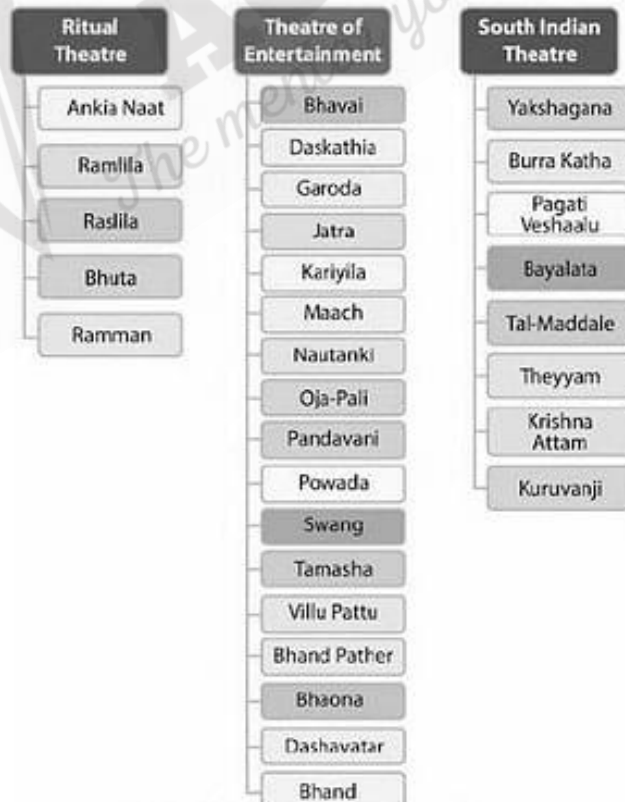 Ritual
Theatre
Ankia Naat
Ramlila
Raslila
Bhuta
Ramman
Theatre of
Entertainment
Bhavai
Daskathia
Garoda
Jatra
Kariyila
Maach
Nautanki
Oja-Pali
Pandavani
Powada
Swang
Tamasha
Villu Pattu
Bhand Pather
Bhaona
Dashavatar
Bhand
South Indian
Theatre
Yakshagana
Burra Katha
Pagati
Veshaalu
Bayalata
Tal-Maddale
Theyyam
Krishna
Attam
Kuruvanji
The